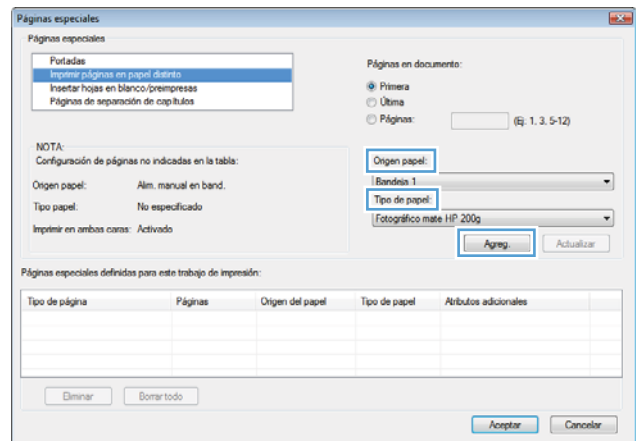 Páginas especiales
Páginas especiales
Portadas
Imprimir páginas en papel distinto
Insertar hojas en blanco/preimpresas
Páginas de separación de capítulos
Páginas en documento:
Primera
Última
Páginas:
(Ej: 1, 3, 5-12)
NOTA:
Configuración de páginas no indicadas en la tabla:
Origen papel: Alim. manual en band.
Tipo papel: No especificado
Imprimir en ambas caras: Activado
Origen papel:
Bandeja 1
Tipo de papel:
Fotográfico mate HP 200g
Agreg. Actualizar
Páginas especiales definidas para este trabajo de impresión:
Tipo de página Páginas Origen del papel Tipo de papel Atributos adicionales
Eliminar Borrar todo
Aceptar Cancelar